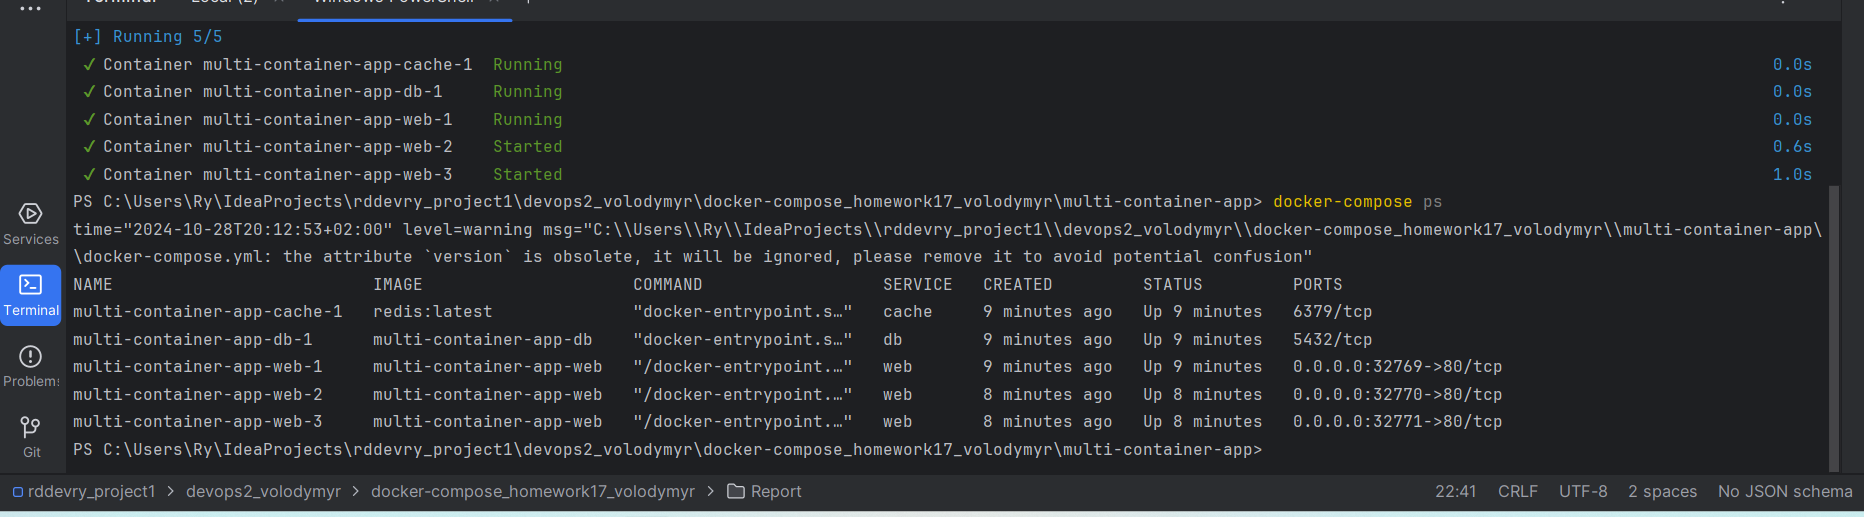 Terminal Local (2) × Windows PowerShell × +
[+] Running 5/5
✓ Container multi-container-app-cache-1 Running 0.0s
✓ Container multi-container-app-db-1 Running 0.0s
✓ Container multi-container-app-web-1 Running 0.0s
✓ Container multi-container-app-web-2 Started 0.6s
✓ Container multi-container-app-web-3 Started 1.0s
PS C:\Users\Ry\IdeaProjects\rddevry_project1\devops2_volodymyr\docker-compose_homework17_volodymyr\multi-container-app> docker-compose ps
time="2024-10-28T20:12:53+02:00" level=warning msg="C:\\Users\\Ry\\IdeaProjects\\rddevry_project1\\devops2_volodymyr\\docker-compose_homework17_volodymyr\\multi-container-app\
\docker-compose.yml: the attribute `version` is obsolete, it will be ignored, please remove it to avoid potential confusion"
NAME IMAGE COMMAND SERVICE CREATED STATUS PORTS
multi-container-app-cache-1 redis:latest "docker-entrypoint.s…" cache 9 minutes ago Up 9 minutes 6379/tcp
multi-container-app-db-1 multi-container-app-db "docker-entrypoint.s…" db 9 minutes ago Up 9 minutes 5432/tcp
multi-container-app-web-1 multi-container-app-web "/docker-entrypoint.…" web 9 minutes ago Up 9 minutes 0.0.0.0:32769->80/tcp
multi-container-app-web-2 multi-container-app-web "/docker-entrypoint.…" web 8 minutes ago Up 8 minutes 0.0.0.0:32770->80/tcp
multi-container-app-web-3 multi-container-app-web "/docker-entrypoint.…" web 8 minutes ago Up 8 minutes 0.0.0.0:32771->80/tcp
PS C:\Users\Ry\IdeaProjects\rddevry_project1\devops2_volodymyr\docker-compose_homework17_volodymyr\multi-container-app>
Services
Terminal
Problems
Git
rddevry_project1 > devops2_volodymyr > docker-compose_homework17_volodymyr > Report 22:41 CRLF UTF-8 2 spaces No JSON schema